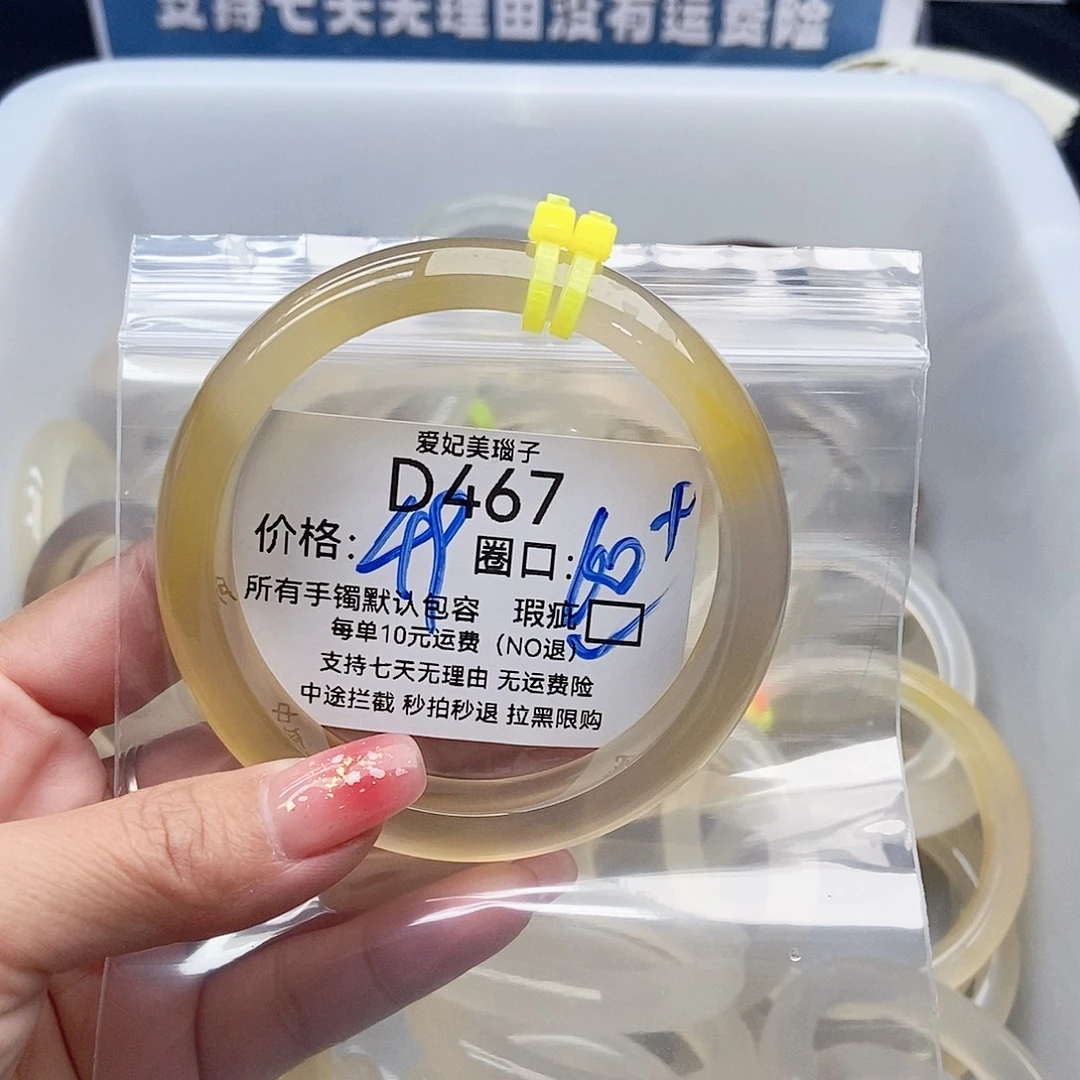 支持七天无理由没有运费险
爱妃美瑙子
D467
价格: 49 圈口:
所有手镯默认包容 瑕疵
每单10元运费 (NO退)
支持七天无理由 无运费险
中途拦截 秒拍秒退 拉黑限购